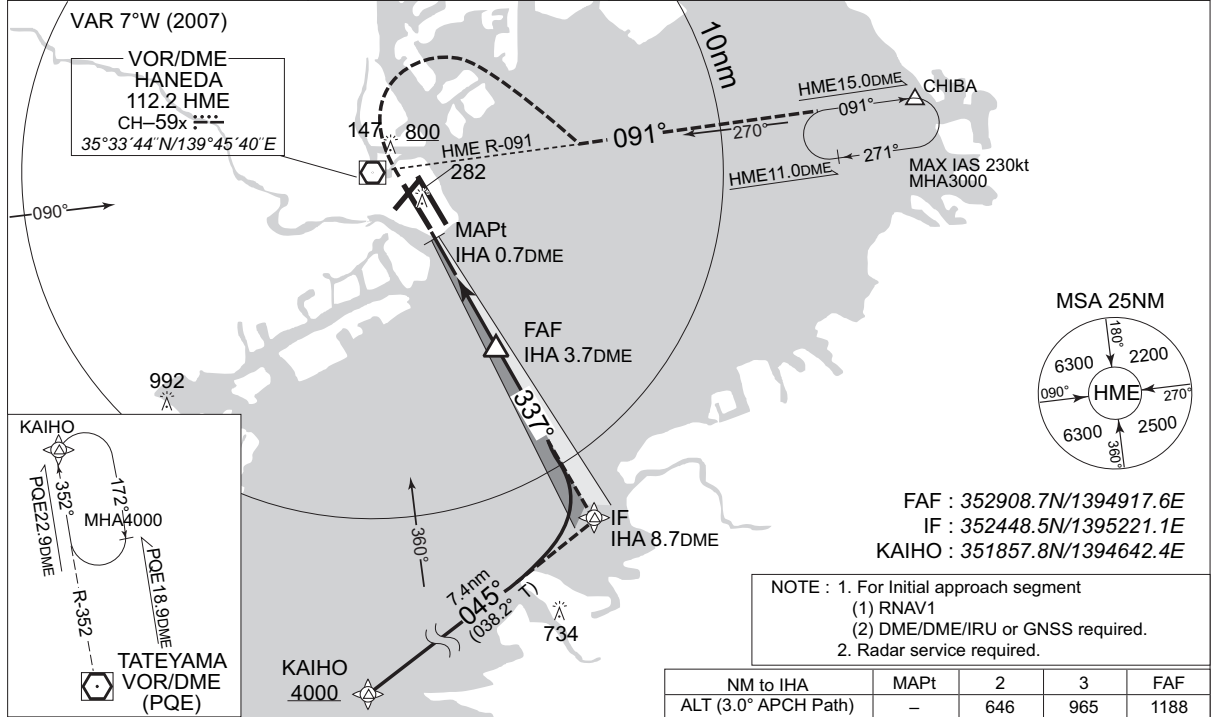 VAR 7°W (2007)
VOR/DME
HANEDA
112.2 HME
CH–59x
35°33´44˝N/139°45´40˝E
10nm
HME15.0DME
CHIBA
091°
270°
271°
HME11.0DME
MAX IAS 230kt
MHA3000
091°
HME R-091
147
800
282
090°
MAPt
IHA 0.7DME
FAF
IHA 3.7DME
337°
992
IF
IHA 8.7DME
360°
7.4nm
045°
(038.2° T)
734
KAIHO
4000
MSA 25NM
180°
6300
2200
090°
HME
270°
6300
2500
360°
KAIHO
352°
172°
MHA4000
PQE22.9DME
PQE18.9DME
R-352
TATEYAMA
VOR/DME
(PQE)
FAF : 352908.7N/1394917.6E
IF : 352448.5N/1395221.1E
KAIHO : 351857.8N/1394642.4E
NOTE : 1. For Initial approach segment
(1) RNAV1
(2) DME/DME/IRU or GNSS required.
2. Radar service required.
NM to IHA MAPt 2 3 FAF
ALT (3.0° APCH Path) – 646 965 1188